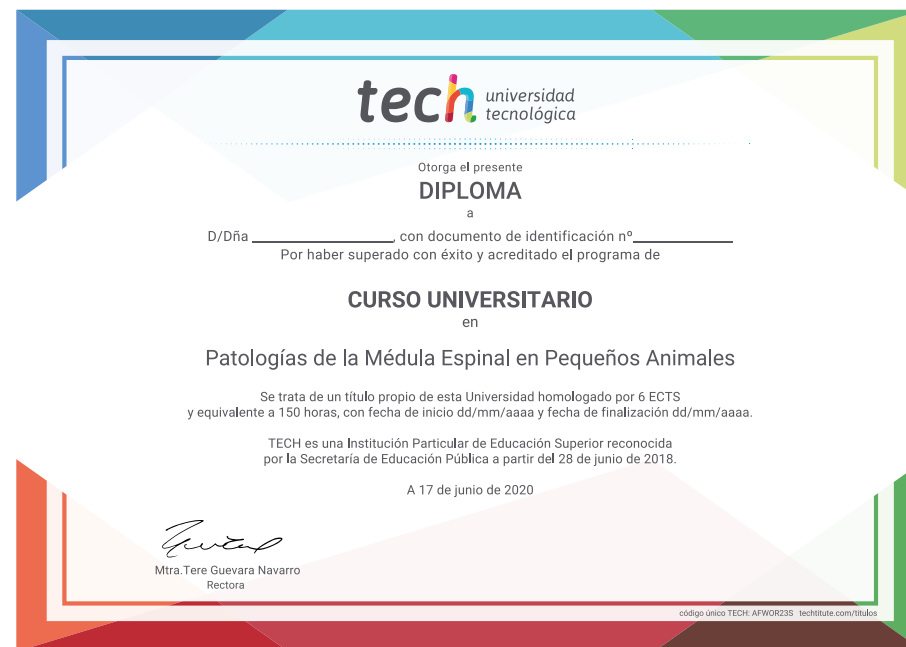 tech universidad
tecnológica
Otorga el presente
DIPLOMA
a
D/Dña ____________________, con documento de identificación nº______________
Por haber superado con éxito y acreditado el programa de
CURSO UNIVERSITARIO
en
Patologías de la Médula Espinal en Pequeños Animales
Se trata de un título propio de esta Universidad homologado por 6 ECTS
y equivalente a 150 horas, con fecha de inicio dd/mm/aaaa y fecha de finalización dd/mm/aaaa.
TECH es una Institución Particular de Educación Superior reconocida
por la Secretaría de Educación Pública a partir del 28 de junio de 2018.
A 17 de junio de 2020
Mtra.Tere Guevara Navarro
Rectora
código único TECH: AFWOR23S techtitute.com/titulos